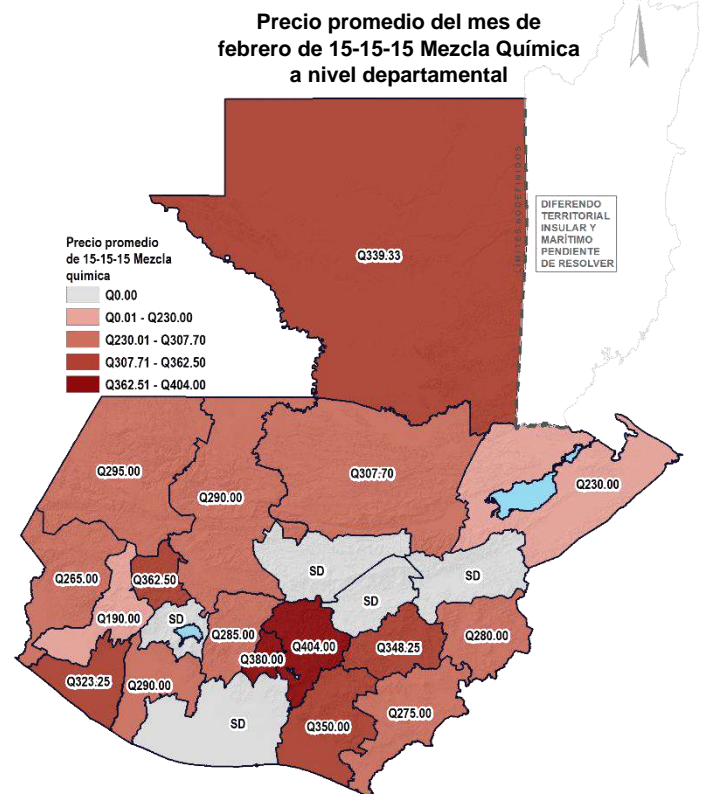 Precio promedio del mes de
febrero de 15-15-15 Mezcla Química
a nivel departamental
LÍMITES NO DEFINIDOS
DIFERENDO
TERRITORIAL
INSULAR Y
MARÍTIMO
PENDIENTE
DE RESOLVER
Precio promedio
de 15-15-15 Mezcla
quimica
Q0.00
Q0.01 - Q230.00
Q230.01 - Q307.70
Q307.71 - Q362.50
Q362.51 - Q404.00
Q339.33
Q295.00
Q290.00
Q307.70
Q230.00
Q265.00
Q362.50
SD
SD
SD
Q190.00
SD
Q285.00
Q380.00
Q404.00
Q348.25
Q280.00
Q323.25
Q290.00
SD
Q350.00
Q275.00